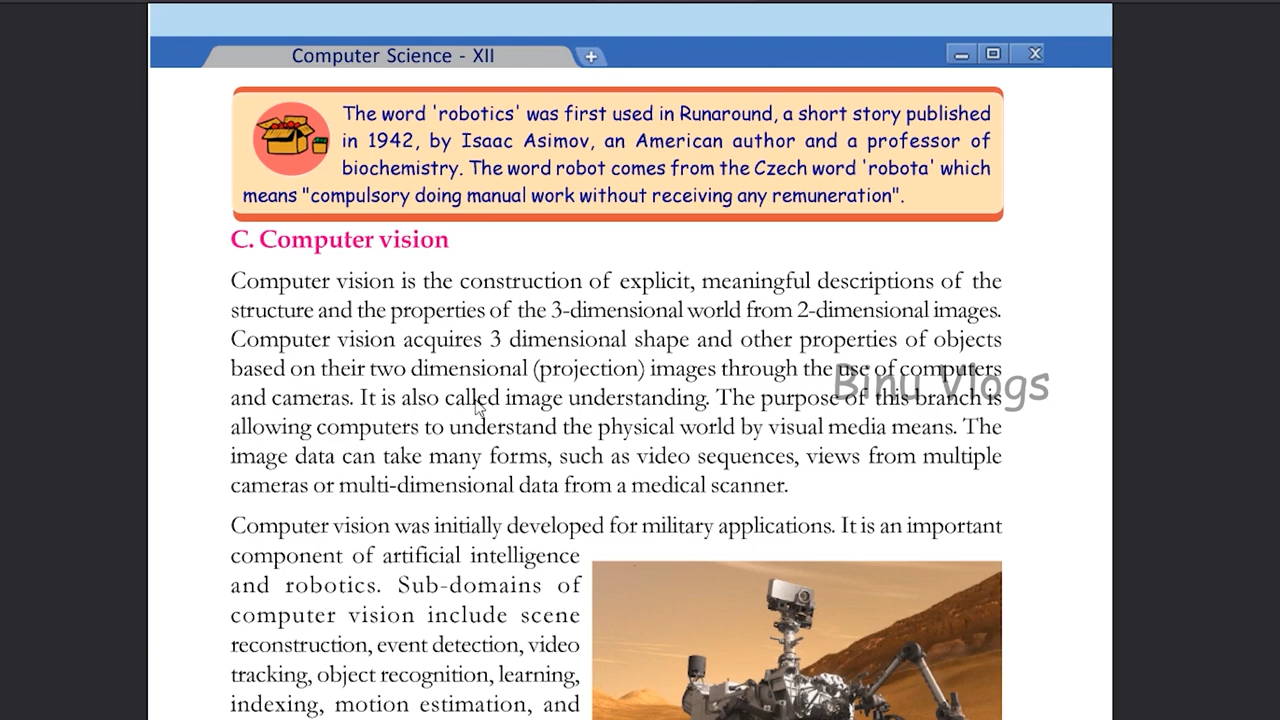 Computer Science - XII
The word 'robotics' was first used in Runaround, a short story published
in 1942, by Isaac Asimov, an American author and a professor of
biochemistry. The word robot comes from the Czech word 'robota' which
means "compulsory doing manual work without receiving any remuneration".
C. Computer vision
Computer vision is the construction of explicit, meaningful descriptions of the
structure and the properties of the 3-dimensional world from 2-dimensional images.
Computer vision acquires 3 dimensional shape and other properties of objects
based on their two dimensional (projection) images through the use of computers
and cameras. It is also called image understanding. The purpose of this branch is
Binu Vlogs
allowing computers to understand the physical world by visual media means. The
image data can take many forms, such as video sequences, views from multiple
cameras or multi-dimensional data from a medical scanner.
Computer vision was initially developed for military applications. It is an important
component of artificial intelligence
and robotics. Sub-domains of
computer vision include scene
reconstruction, event detection, video
tracking, object recognition, learning,
indexing, motion estimation, and